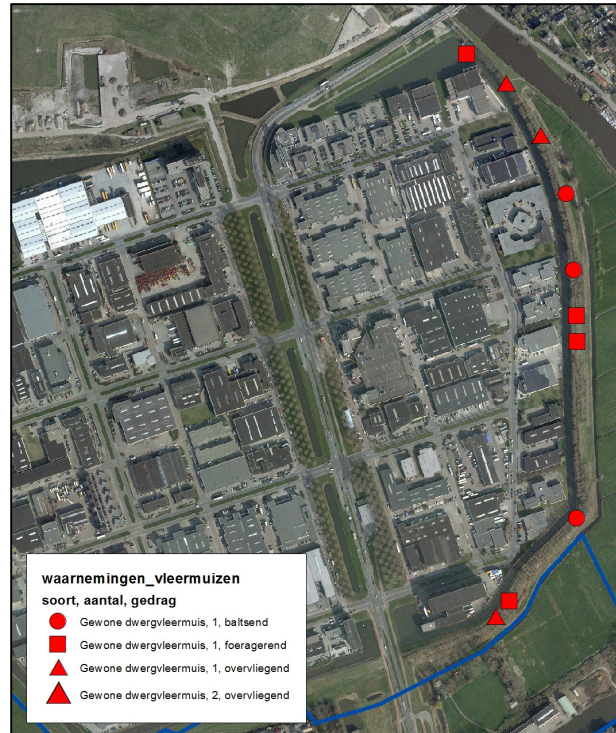 waarnemingen_vleermuizen
soort, aantal, gedrag
Gewone dwergvleermuis, 1, baltsend
Gewone dwergvleermuis, 1, foeragerend
Gewone dwergvleermuis, 1, overvliegend
Gewone dwergvleermuis, 2, overvliegend